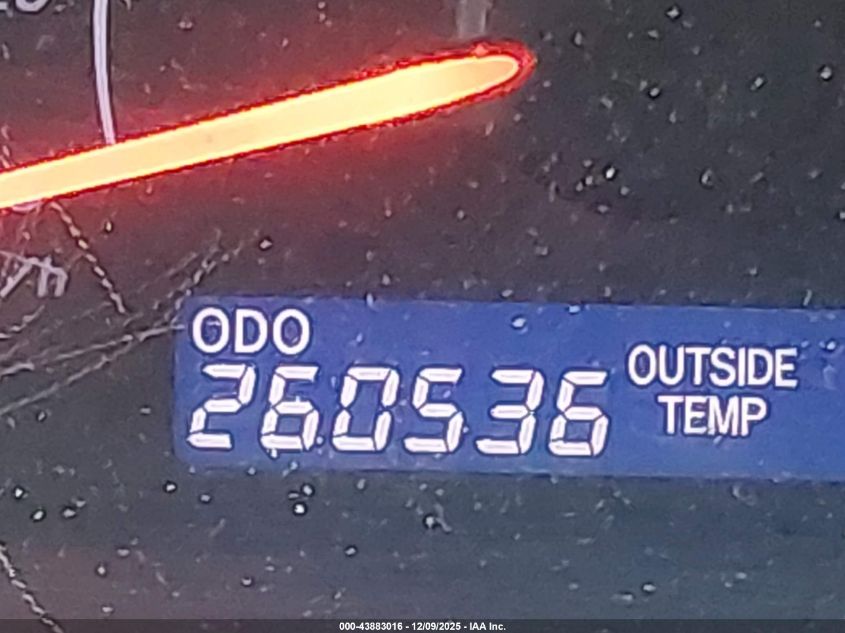 ODO
260536
OUTSIDE
TEMP
000-43883016 - 12/09/2025 - IAA Inc.